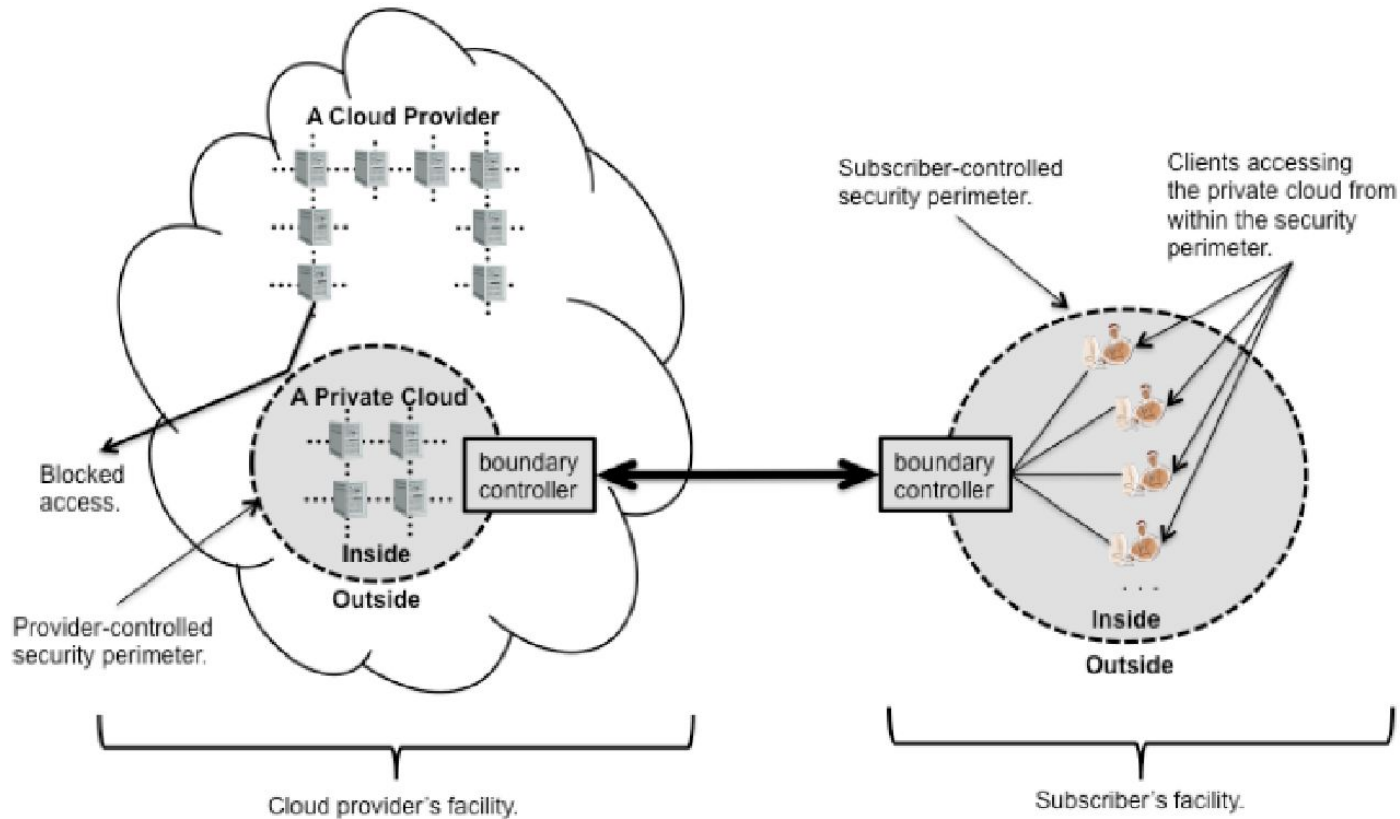 A Cloud Provider
Blocked
access.
A Private Cloud
Inside
Outside
boundary
controller
Provider-controlled
security perimeter.
Cloud provider's facility.
Subscriber-controlled
security perimeter.
Clients accessing
the private cloud from
within the security
perimeter.
boundary
controller
. . .
Inside
Outside
Subscriber's facility.